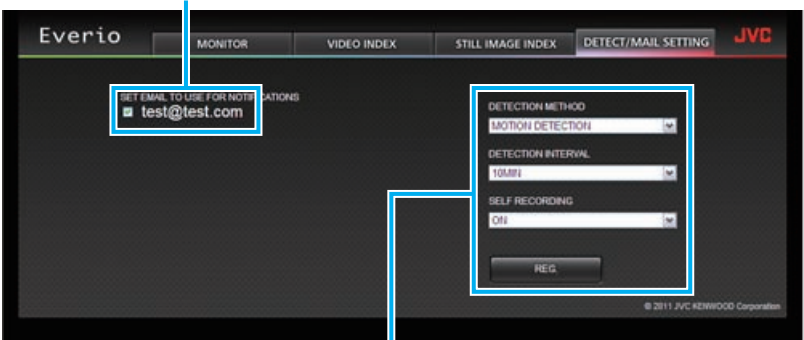 Everio
MONITOR
VIDEO INDEX
STILL IMAGE INDEX
DETECT/MAIL SETTING
JVC
SET EMAIL TO USE FOR NOTIFICATIONS
test@test.com
DETECTION METHOD
MOTION DETECTION
DETECTION INTERVAL
10MIN
SELF RECORDING
ON
REG.
© 2011 JVC KENWOOD Corporation